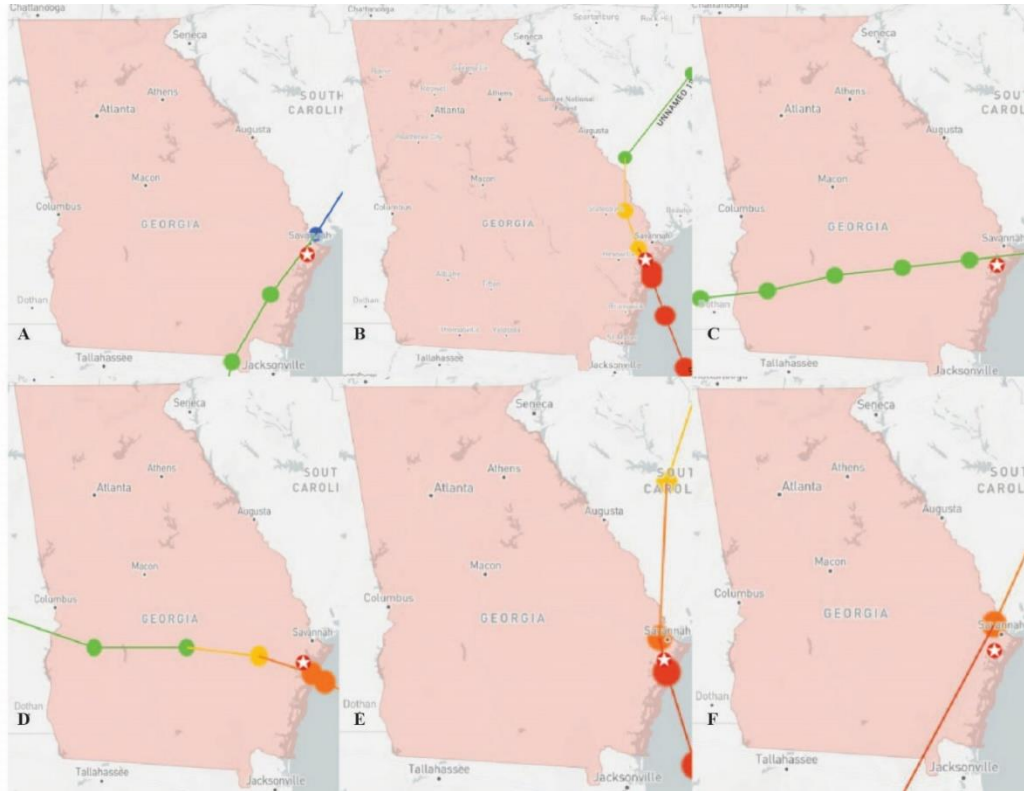 Chattanooga
Seneca
Athens
Atlanta
SOUTH
CAROLIN
Augusta
Macon
Columbus
GEORGIA
Savannah
Dothan
A
Tallahassee
Jacksonville
Spartanburg
Seneca
Athens
Atlanta
UNNAMED 1
Augusta
Macon
Columbus
GEORGIA
Savannah
Albany
Tifton
Dothan
B
Tallahassee
Jacksonville
Seneca
Athens
Atlanta
SOUT
CAROL
Augusta
Macon
Columbus
GEORGIA
Savannah
Dothan
C
Tallahassee
Jacksonville
Seneca
Athens
Atlanta
SOUT
CAROLI
Augusta
Macon
Columbus
GEORGIA
Savannah
Dothan
D
Tallahassee
Jacksonville
Seneca
Athens
Atlanta
SOUT
CAROL
Augusta
Macon
Columbus
GEORGIA
Savannah
Dothan
E
Tallahassee
Jacksonville
Seneca
Athens
Atlanta
SOUT
CAROL
Augusta
Macon
Columbus
GEORGIA
Savannah
Dothan
F
Tallahassee
Jacksonville